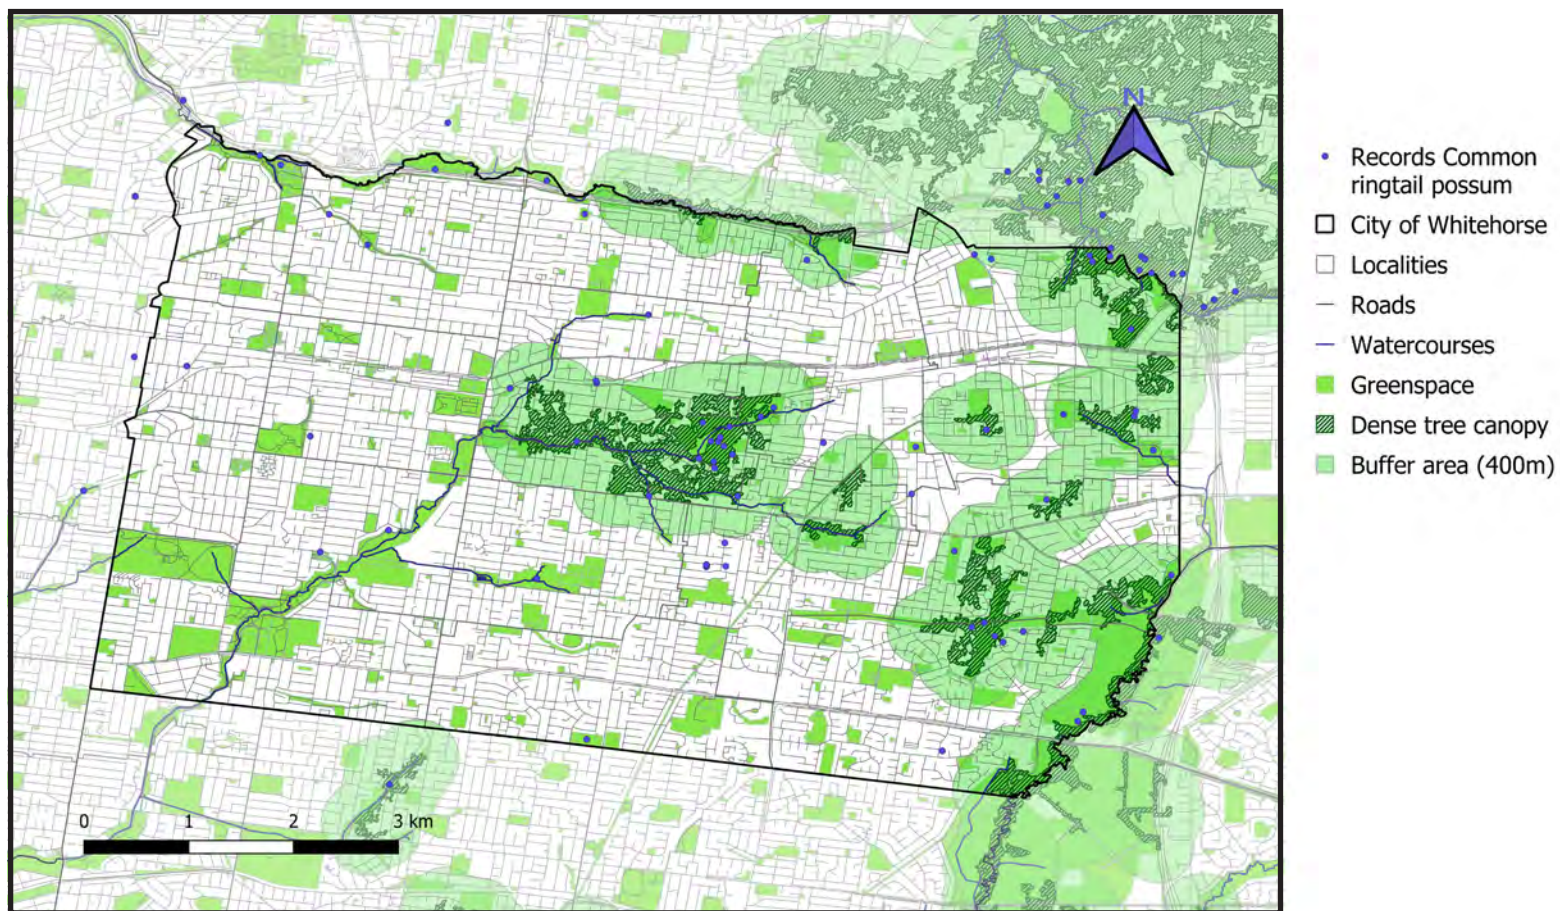 N
Records Common
ringtail possum
City of Whitehorse
Localities
Roads
Watercourses
Greenspace
Dense tree canopy
Buffer area (400m)
0 1 2 3 km